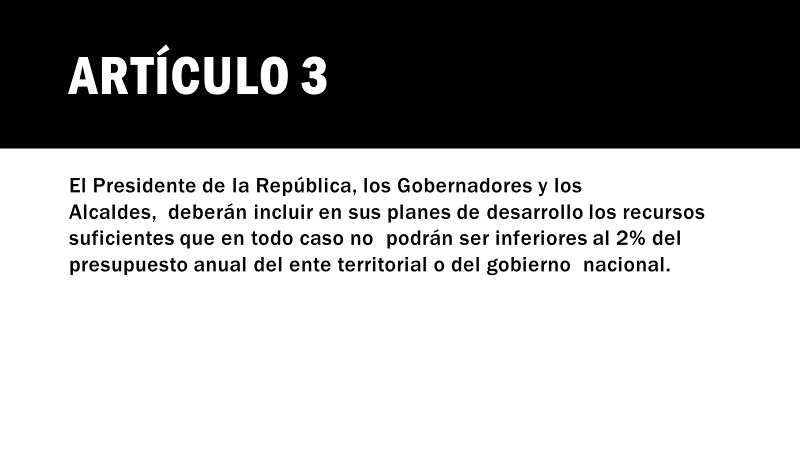 ARTÍCULO 3
El Presidente de la República, los Gobernadores y los
Alcaldes,  deberán incluir en sus planes de desarrollo los recursos
suficientes que en todo caso no  podrán ser inferiores al 2% del
presupuesto anual del ente territorial o del gobierno  nacional.